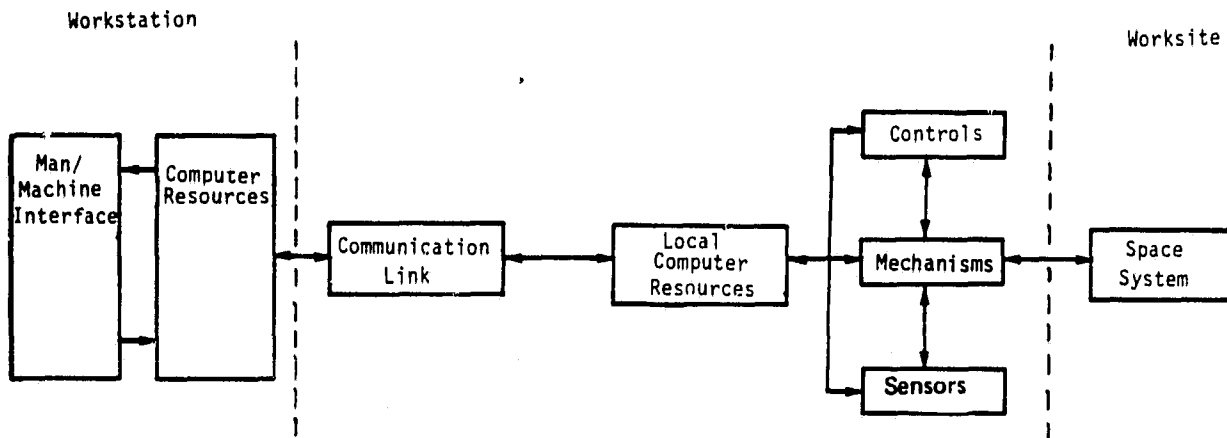 Workstation
Worksite
Man/
Machine
Interface
Computer
Resources
Communication
Link
Local
Computer
Resources
Controls
Mechanisms
Sensors
Space
System